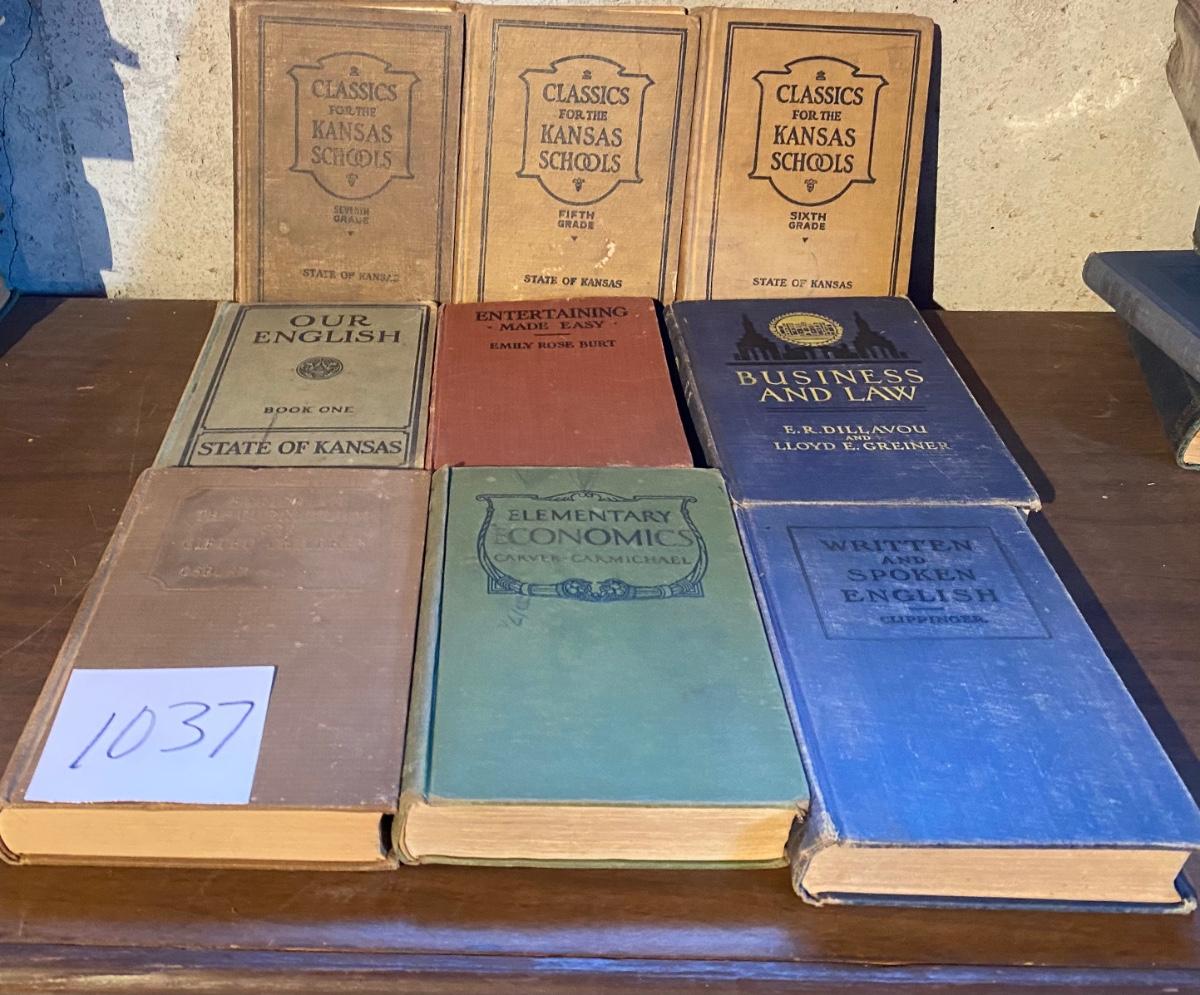 CLASSICS
FOR THE
KANSAS
SCHOOLS
SEVENTH
GRADE
STATE OF KANSAS
CLASSICS
FOR THE
KANSAS
SCHOOLS
FIFTH
GRADE
STATE OF KANSAS
CLASSICS
FOR THE
KANSAS
SCHOOLS
SIXTH
GRADE
STATE OF KANSAS
OUR
ENGLISH
BOOK ONE
STATE OF KANSAS
ENTERTAINING
· MADE EASY ·
EMILY ROSE BURT
BUSINESS
AND LAW
E. R. DILLAVOU
AND
LLOYD E. GREINER
ELEMENTARY
ECONOMICS
CARVER - CARMICHAEL
WRITTEN
AND
SPOKEN
ENGLISH
CLIPPINGER
1037